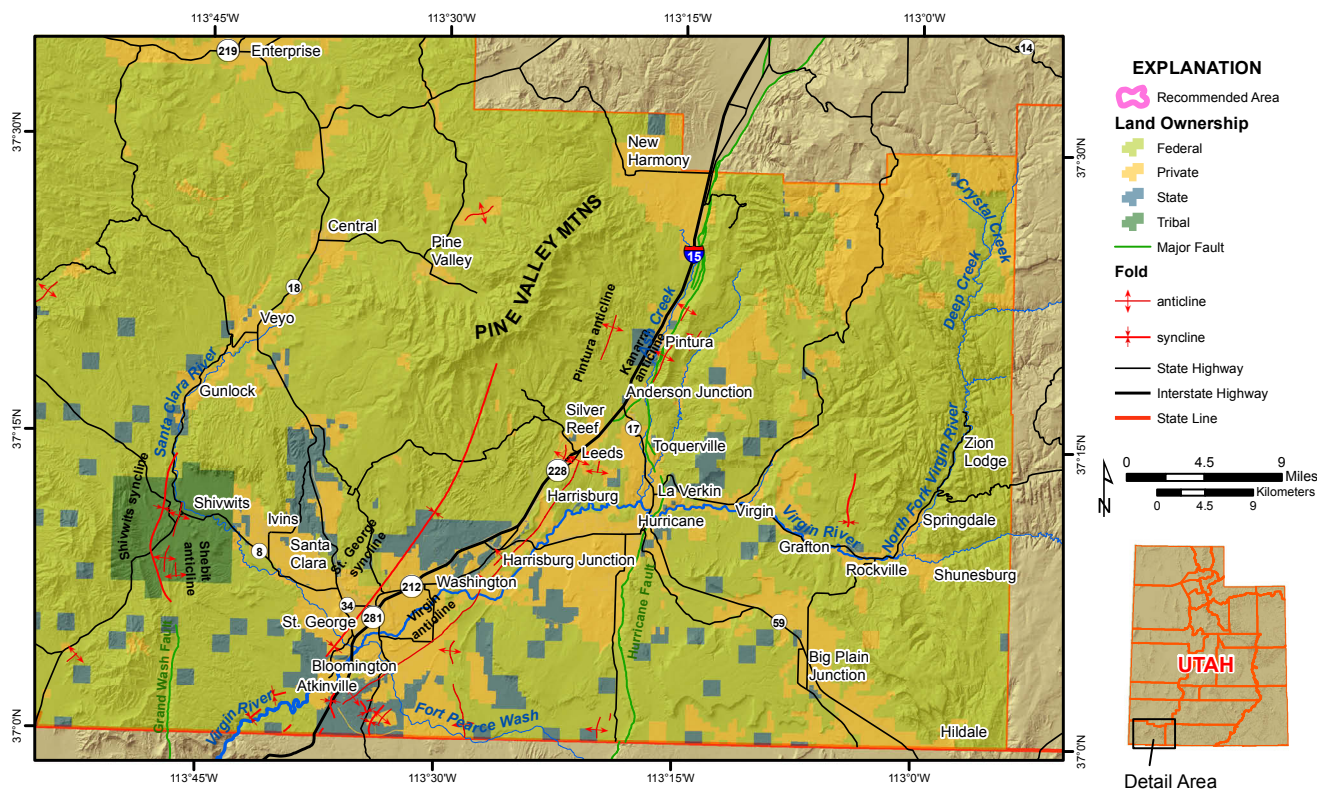 113°45'W
113°30'W
113°15'W
113°0'W
219
Enterprise
14
37°30'N
37°30'N
New
Harmony
Crystal Creek
Central
Pine
Valley
PINE VALLEY MTNS
15
Deep Creek
18
Veyo
Pintura anticline
Kanarra
anticline
Creek
Pintura
Santa Clara River
Gunlock
Anderson Junction
Silver
Reef
37°15'N
37°15'N
17
Toquerville
Leeds
228
Zion
Lodge
North Fork Virgin River
Harrisburg
La Verkin
Virgin
Shivwits syncline
Shivwits
Ivins
Hurricane
Virgin River
Springdale
Santa
Clara
8
St. George
syncline
Shebit
anticline
Harrisburg Junction
Grafton
Rockville
Shunesburg
Washington
212
Virgin
anticline
34
281
St. George
Hurricane Fault
59
Grand Wash Fault
Bloomington
Atkinville
Big Plain
Junction
Virgin River
Fort Pearce Wash
Hildale
37°0'N
37°0'N
113°45'W
113°30'W
113°15'W
113°0'W
EXPLANATION
Recommended Area
Land Ownership
Federal
Private
State
Tribal
Major Fault
Fold
anticline
syncline
State Highway
Interstate Highway
State Line
N
0 4.5 9
Miles
Kilometers
0 4.5 9
UTAH
Detail Area